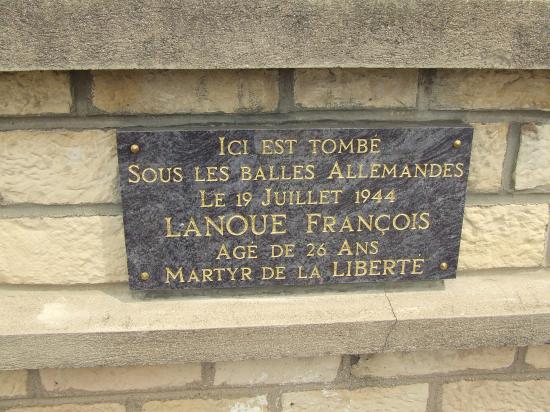 ICI EST TOMBÉ
SOUS LES BALLES ALLEMANDES
LE 19 JUILLET 1944
LANOUE FRANÇOIS
AGÉ DE 26 ANS
MARTYR DE LA LIBERTÉ